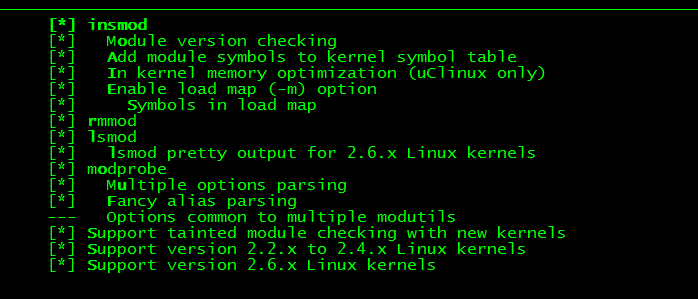 [*] insmod
[*]   Module version checking
[*]   Add module symbols to kernel symbol table
[*]   In kernel memory optimization (uClinux only)
[*]   Enable load map (-m) option
[*]     Symbols in load map
[*] rmmod
[*] lsmod
[*]   lsmod pretty output for 2.6.x Linux kernels
[*] modprobe
[*]   Multiple options parsing
[*]   Fancy alias parsing
---   Options common to multiple modutils
[*] Support tainted module checking with new kernels
[*] Support version 2.2.x to 2.4.x Linux kernels
[*] Support version 2.6.x Linux kernels